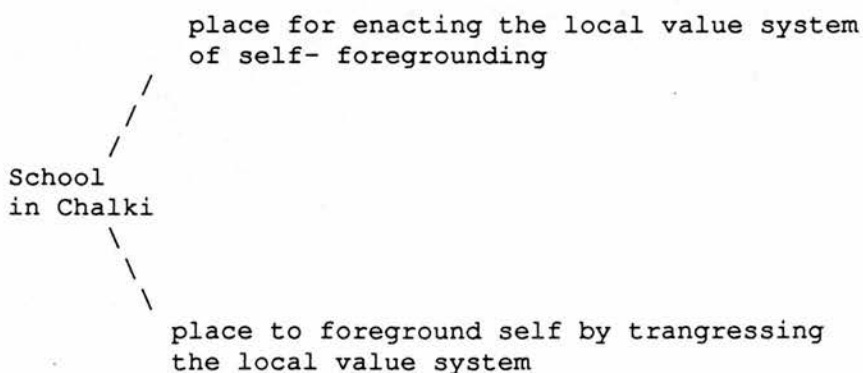 place for enacting the local value system
of self- foregrounding
School
in Chalki
place to foreground self by trangressing
the local value system